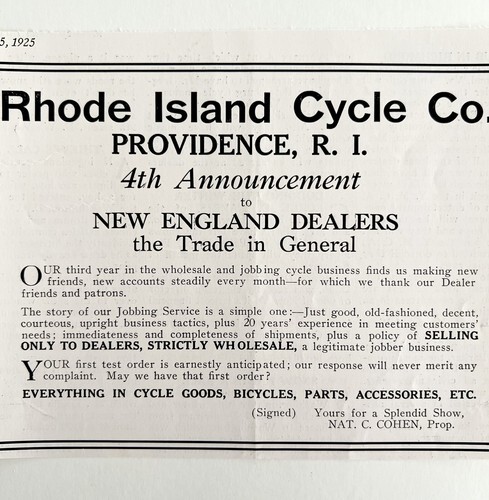 5, 1925
Rhode Island Cycle Co.
PROVIDENCE, R. I.
4th Announcement
to
NEW ENGLAND DEALERS
the Trade in General
OUR third year in the wholesale and jobbing cycle business finds us making new
friends, new accounts steadily every month—for which we thank our Dealer
friends and patrons.
The story of our Jobbing Service is a simple one:—Just good, old-fashioned, decent,
courteous, upright business tactics, plus 20 years' experience in meeting customers'
needs; immediateness and completeness of shipments, plus a policy of SELLING
ONLY TO DEALERS, STRICTLY WHOLESALE, a legitimate jobber business.
YOUR first test order is earnestly anticipated; our response will never merit any
complaint. May we have that first order?
EVERYTHING IN CYCLE GOODS, BICYCLES, PARTS, ACCESSORIES, ETC.
(Signed) Yours for a Splendid Show,
NAT. C. COHEN, Prop.